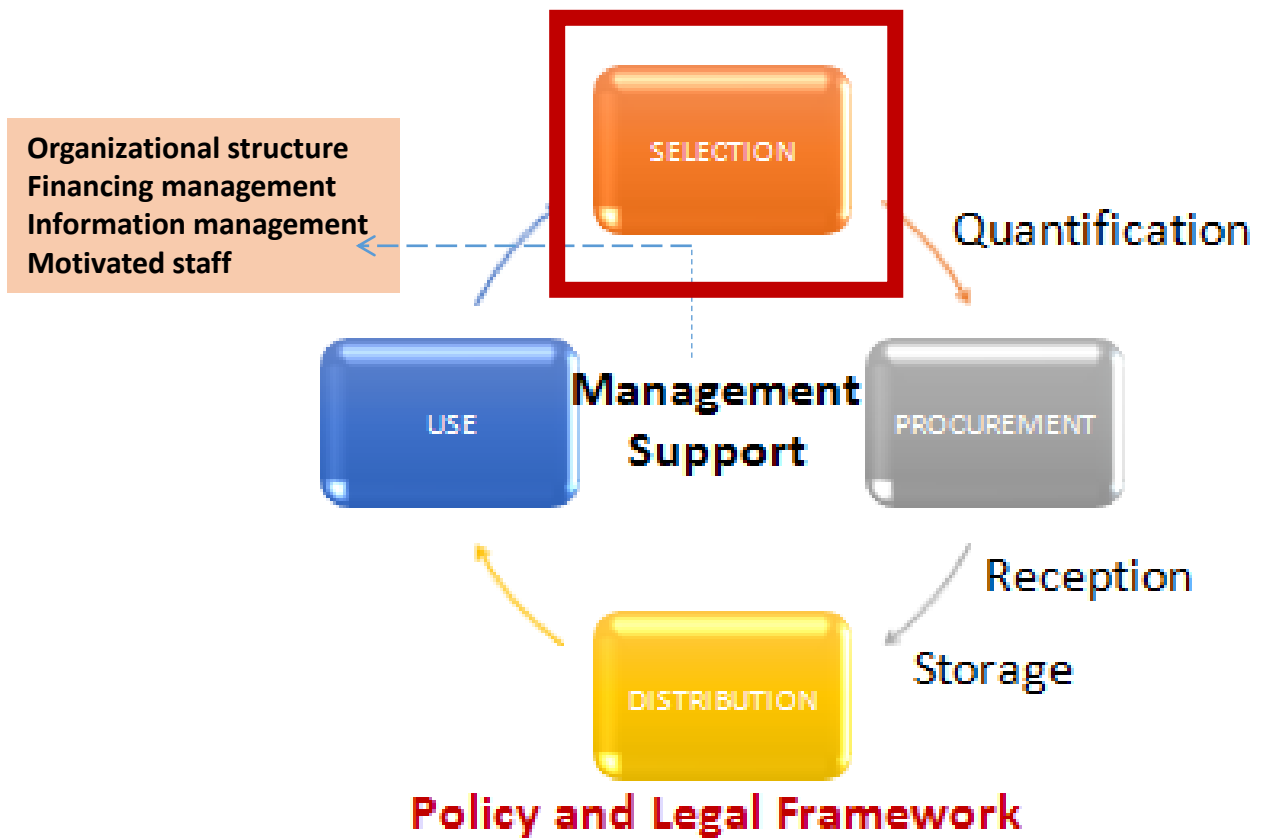 SELECTION
Organizational structure
Financing management
Information management
Motivated staff
Quantification
USE
Management
Support
PROCUREMENT
Reception
Storage
DISTRIBUTION
Policy and Legal Framework